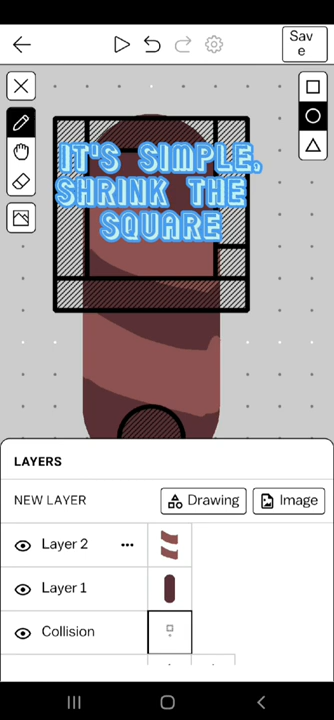 Sav
e
IT'S SIMPLE,
SHRINK THE
SQUARE
LAYERS
NEW LAYER
Drawing
Image
Layer 2
Layer 1
Collision